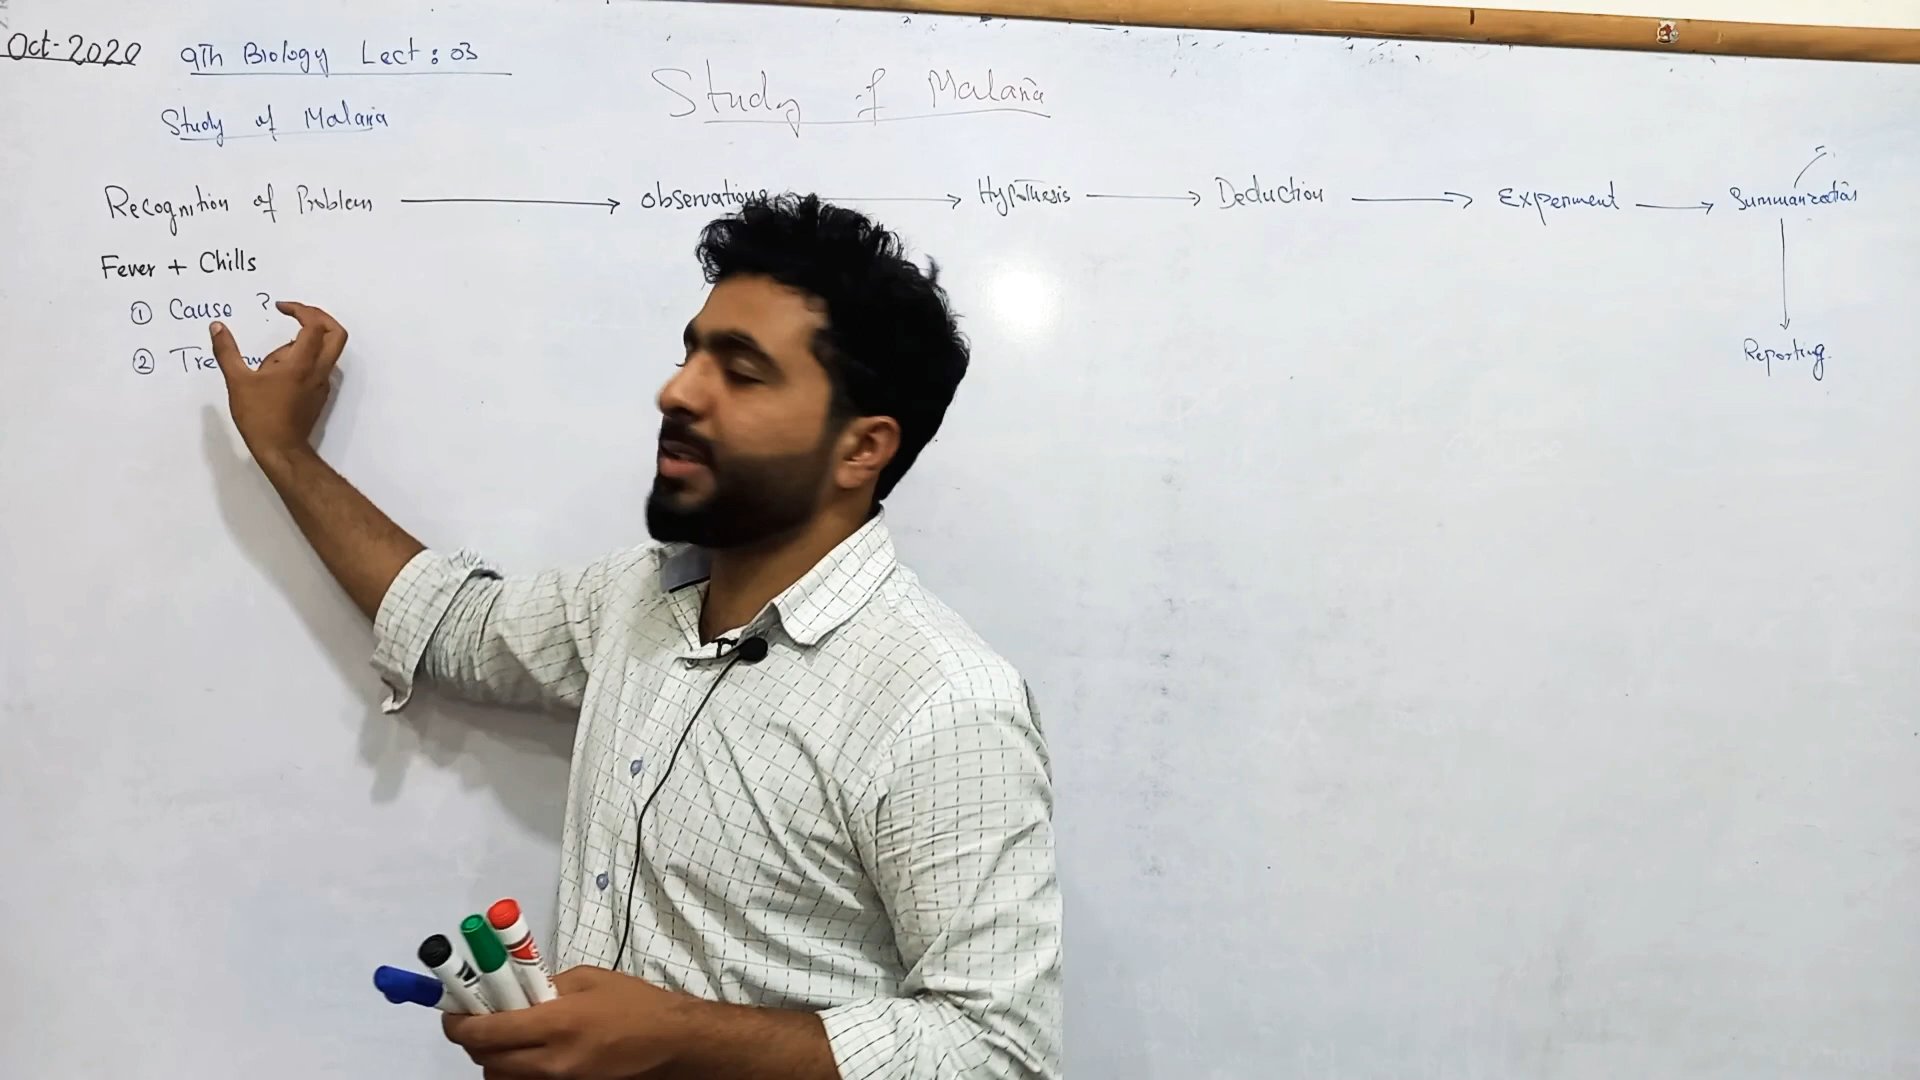 Oct-2020 9Th Biology Lect: 03
Study of Malaria
Study of Malaria
Recognition of Problem → Observations → Hypothesis → Deduction → Experiment → Summarization
Fever + Chills
① Cause ?
②
Reporting.